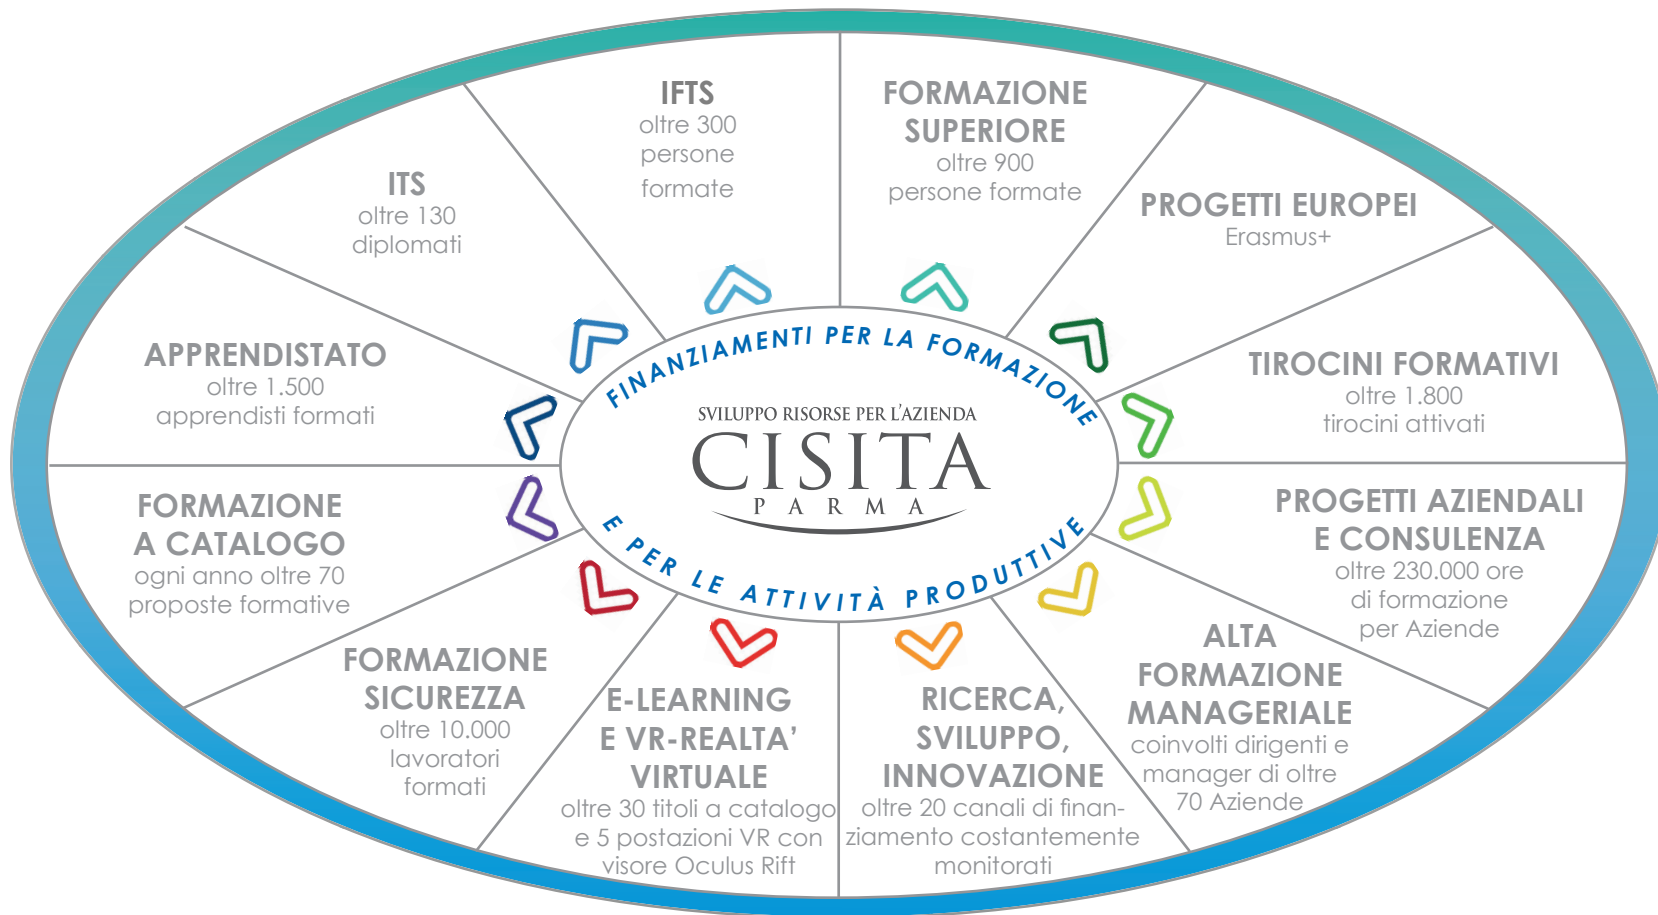 IFTS
oltre 300
persone
formate
FORMAZIONE
SUPERIORE
oltre 900
persone formate
PROGETTI EUROPEI
Erasmus+
TIROCINI FORMATIVI
oltre 1.800
tirocini attivati
PROGETTI AZIENDALI
E CONSULENZA
oltre 230.000 ore
di formazione
per Aziende
ALTA
FORMAZIONE
MANAGERIALE
coinvolti dirigenti e
manager di oltre
70 Aziende
RICERCA,
SVILUPPO,
INNOVAZIONE
oltre 20 canali di finan-
ziamento costantemente
monitorati
E-LEARNING
E VR-REALTA'
VIRTUALE
oltre 30 titoli a catalogo
e 5 postazioni VR con
visore Oculus Rift
FORMAZIONE
SICUREZZA
oltre 10.000
lavoratori
formati
FORMAZIONE
A CATALOGO
ogni anno oltre 70
proposte formative
APPRENDISTATO
oltre 1.500
apprendisti formati
ITS
oltre 130
diplomati
FINANZIAMENTI PER LA FORMAZIONE
SVILUPPO RISORSE PER L'AZIENDA
CISITA
PARMA
E PER LE ATTIVITÀ PRODUTTIVE